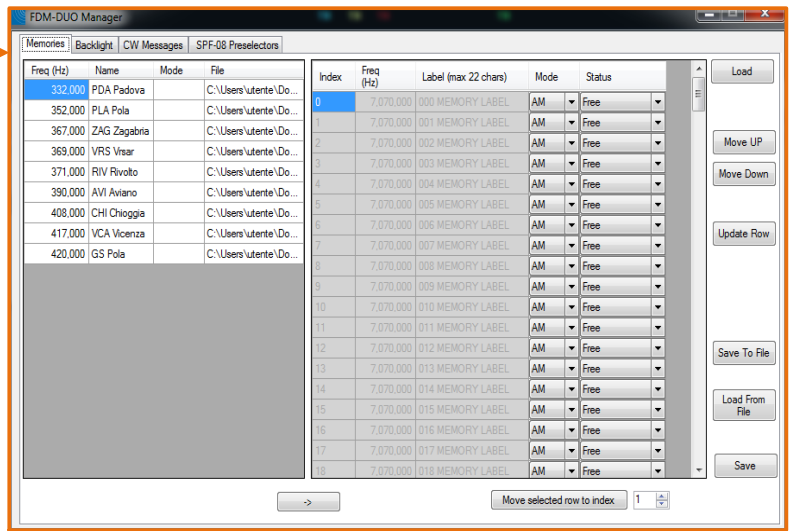 FDM-DUO Manager
Memories Backlight CW Messages SPF-08 Preselectors
Freq (Hz) Name Mode File
332,000 PDA Padova C:\Users\utente\Do...
352,000 PLA Pola C:\Users\utente\Do...
367,000 ZAG Zagabria C:\Users\utente\Do...
369,000 VRS Vrsar C:\Users\utente\Do...
371,000 RIV Rivolto C:\Users\utente\Do...
390,000 AVI Aviano C:\Users\utente\Do...
408,000 CHI Chioggia C:\Users\utente\Do...
417,000 VCA Vicenza C:\Users\utente\Do...
420,000 GS Pola C:\Users\utente\Do...
->
Index Freq (Hz) Label (max 22 chars) Mode Status
0 7,070,000 000 MEMORY LABEL AM Free
1 7,070,000 001 MEMORY LABEL AM Free
2 7,070,000 002 MEMORY LABEL AM Free
3 7,070,000 003 MEMORY LABEL AM Free
4 7,070,000 004 MEMORY LABEL AM Free
5 7,070,000 005 MEMORY LABEL AM Free
6 7,070,000 006 MEMORY LABEL AM Free
7 7,070,000 007 MEMORY LABEL AM Free
8 7,070,000 008 MEMORY LABEL AM Free
9 7,070,000 009 MEMORY LABEL AM Free
10 7,070,000 010 MEMORY LABEL AM Free
11 7,070,000 011 MEMORY LABEL AM Free
12 7,070,000 012 MEMORY LABEL AM Free
13 7,070,000 013 MEMORY LABEL AM Free
14 7,070,000 014 MEMORY LABEL AM Free
15 7,070,000 015 MEMORY LABEL AM Free
16 7,070,000 016 MEMORY LABEL AM Free
17 7,070,000 017 MEMORY LABEL AM Free
18 7,070,000 018 MEMORY LABEL AM Free
Move selected row to index 1
Load
Move UP
Move Down
Update Row
Save To File
Load From
File
Save